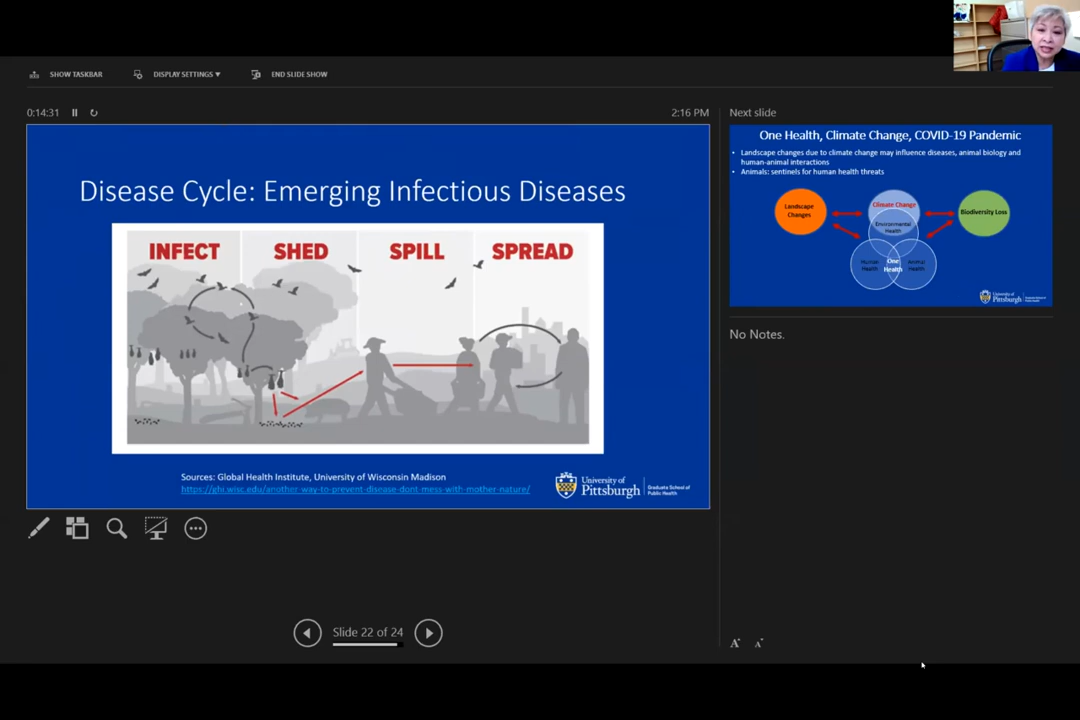 SHOW TASKBAR
DISPLAY SETTINGS ▼
END SLIDE SHOW
0:14:31
2:16 PM
Disease Cycle: Emerging Infectious Diseases
INFECT
SHED
SPILL
SPREAD
Sources: Global Health Institute, University of Wisconsin Madison
https://ghi.wisc.edu/another-way-to-prevent-disease-dont-mess-with-mother-nature/
University of
Pittsburgh
Graduate School of
Public Health
Slide 22 of 24
Next slide
One Health, Climate Change, COVID-19 Pandemic
• Landscape changes due to climate change may influence diseases, animal biology and
human-animal interactions
• Animals: sentinels for human health threats
Landscape
Changes
Climate Change
Environmental
Health
Biodiversity Loss
Human
Health
One
Health
Animal
Health
University of
Pittsburgh
Graduate School of
Public Health
No Notes.
A
A